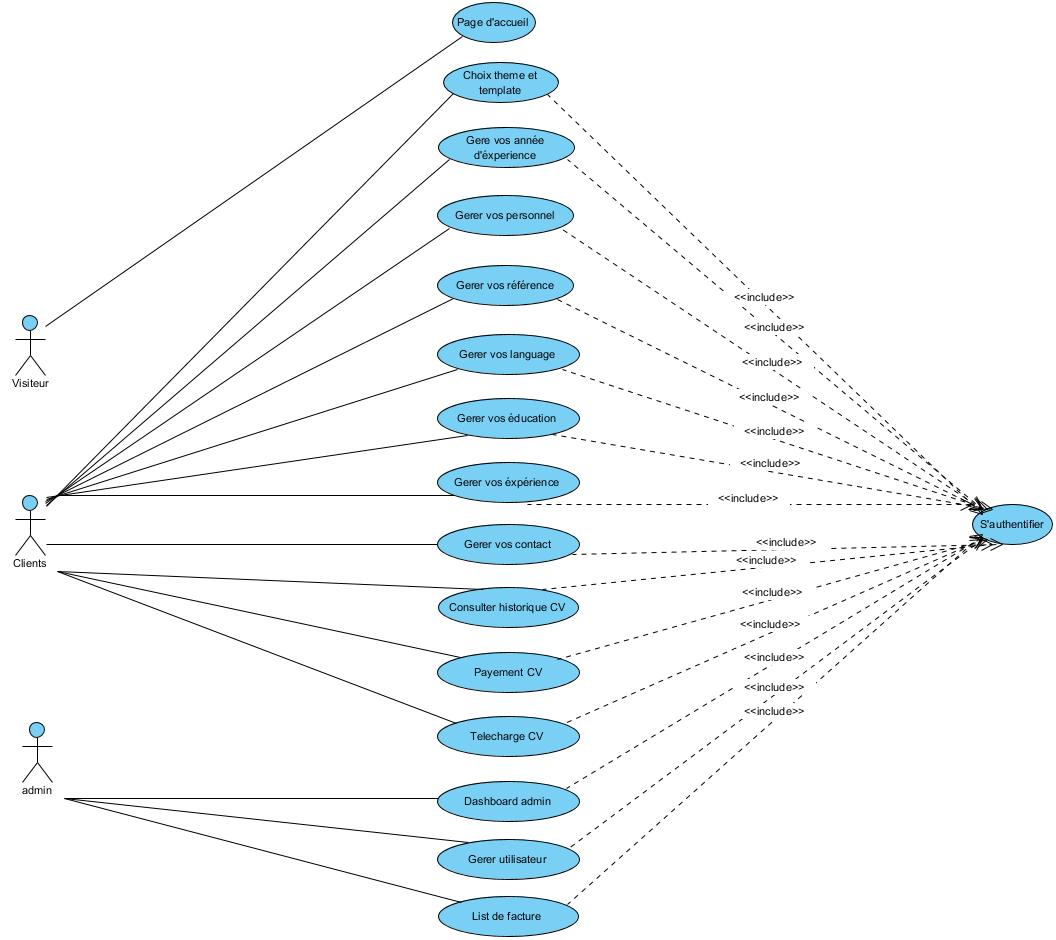 Page d'accueil
Choix theme et
template
Gere vos année
d'éxperience
Gerer vos personnel
Gerer vos référence
<<include>>
<<include>>
Gerer vos language
<<include>>
Visiteur
<<include>>
Gerer vos éducation
<<include>>
<<include>>
Gerer vos éxpérience
<<include>>
S'authentifier
Gerer vos contact
<<include>>
Clients
<<include>>
<<include>>
Consulter historique CV
<<include>>
<<include>>
Payement CV
<<include>>
<<include>>
Telecharge CV
admin
Dashboard admin
Gerer utilisateur
List de facture